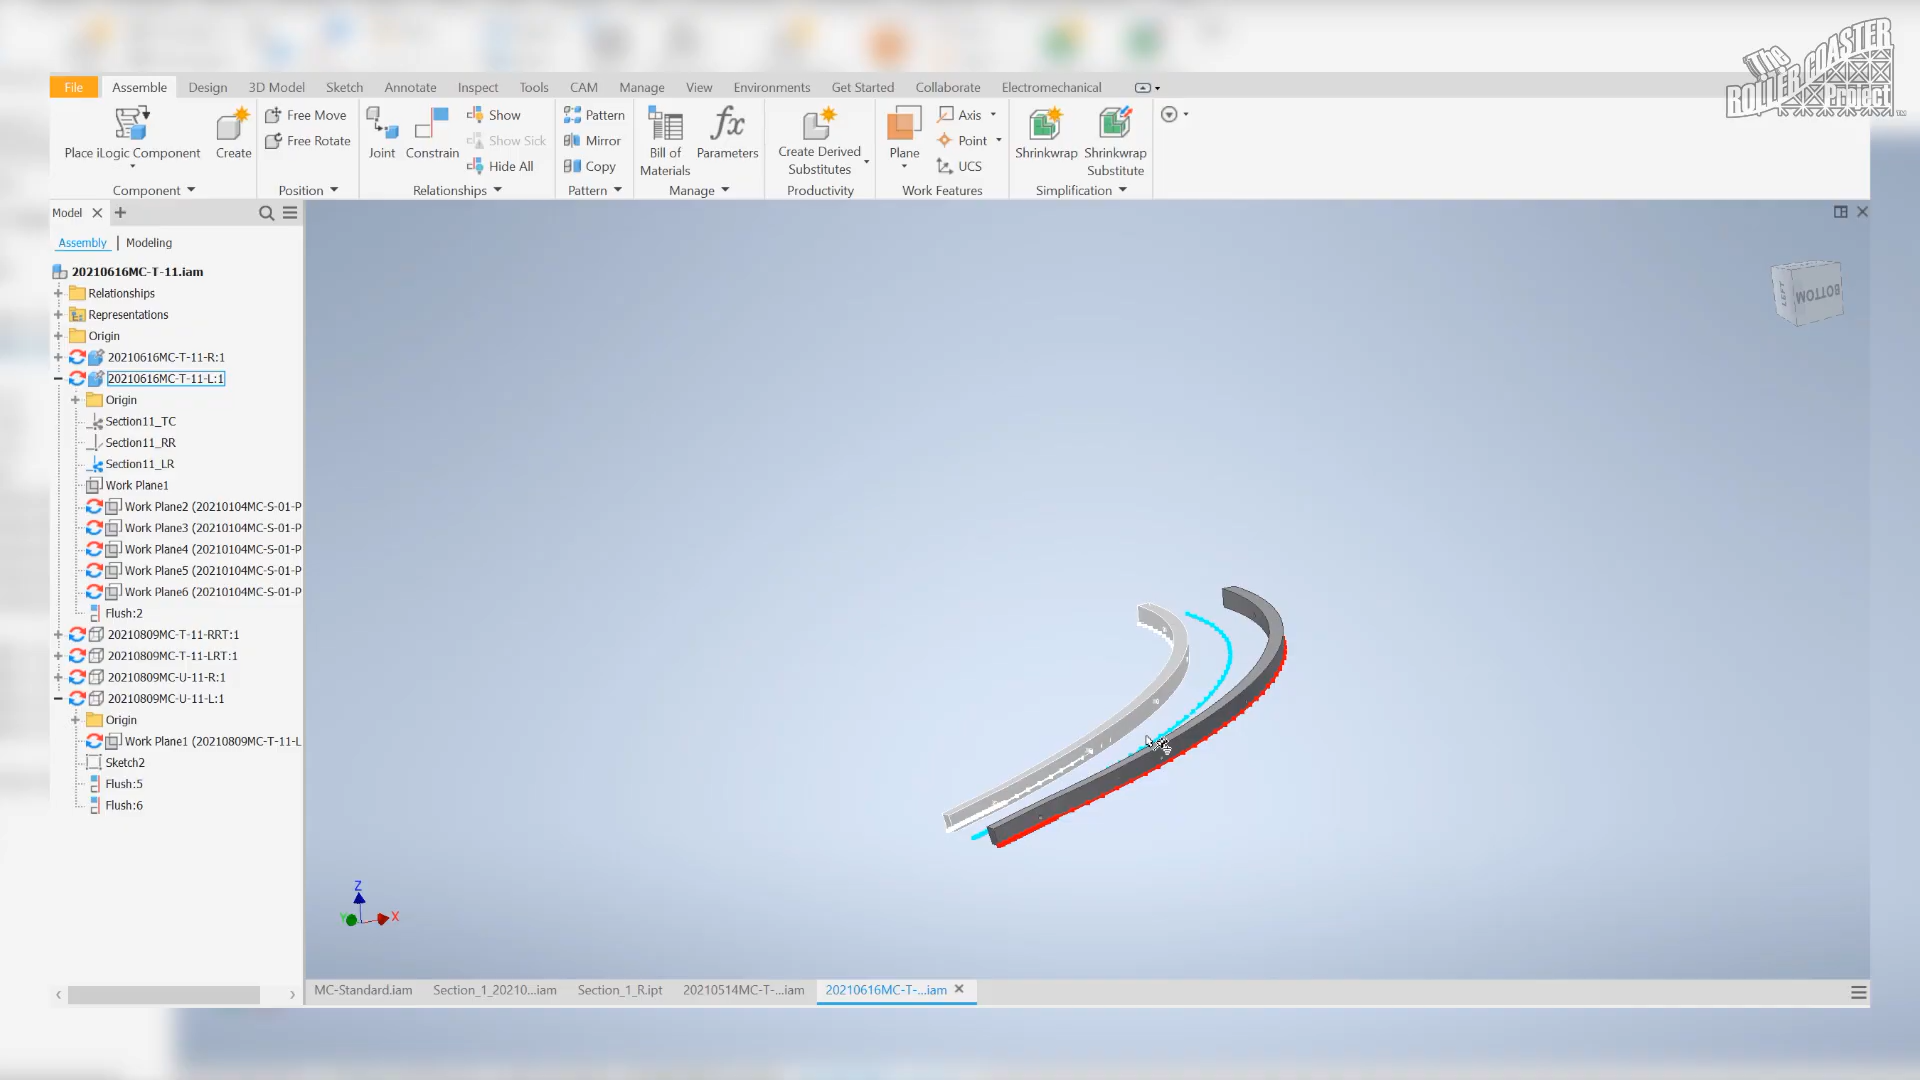 The
ROLLER COASTER
Project
TM
File
Assemble
Design
3D Model
Sketch
Annotate
Inspect
Tools
CAM
Manage
View
Environments
Get Started
Collaborate
Electromechanical
Place iLogic Component
Create
Free Move
Free Rotate
Joint
Constrain
Show
Show Sick
Hide All
Pattern
Mirror
Copy
Bill of
Materials
fx
Parameters
Create Derived
Substitutes
Plane
Axis
Point
UCS
Shrinkwrap
Shrinkwrap
Substitute
Component
Position
Relationships
Pattern
Manage
Productivity
Work Features
Simplification
Model
Assembly | Modeling
20210616MC-T-11.iam
Relationships
Representations
Origin
20210616MC-T-11-R:1
20210616MC-T-11-L:1
Origin
Section11_TC
Section11_RR
Section11_LR
Work Plane1
Work Plane2 (20210104MC-S-01-P
Work Plane3 (20210104MC-S-01-P
Work Plane4 (20210104MC-S-01-P
Work Plane5 (20210104MC-S-01-P
Work Plane6 (20210104MC-S-01-P
Flush:2
20210809MC-T-11-RRT:1
20210809MC-T-11-LRT:1
20210809MC-U-11-R:1
20210809MC-U-11-L:1
Origin
Work Plane1 (20210809MC-T-11-L
Sketch2
Flush:5
Flush:6
LEFT
BOTTOM
Z
Y
X
MC-Standard.iam
Section_1_20210...iam
Section_1_R.ipt
20210514MC-T-...iam
20210616MC-T-...iam